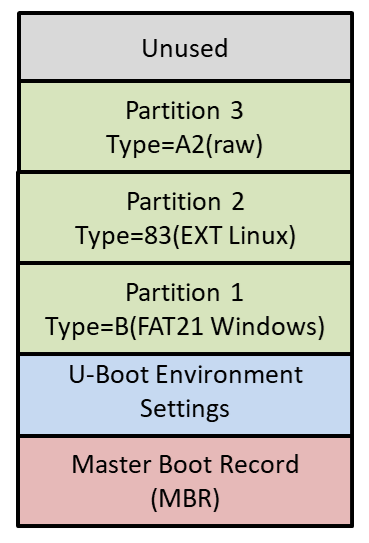 Unused
Partition 3
Type=A2(raw)
Partition 2
Type=83(EXT Linux)
Partition 1
Type=B(FAT21 Windows)
U-Boot Environment
Settings
Master Boot Record
(MBR)